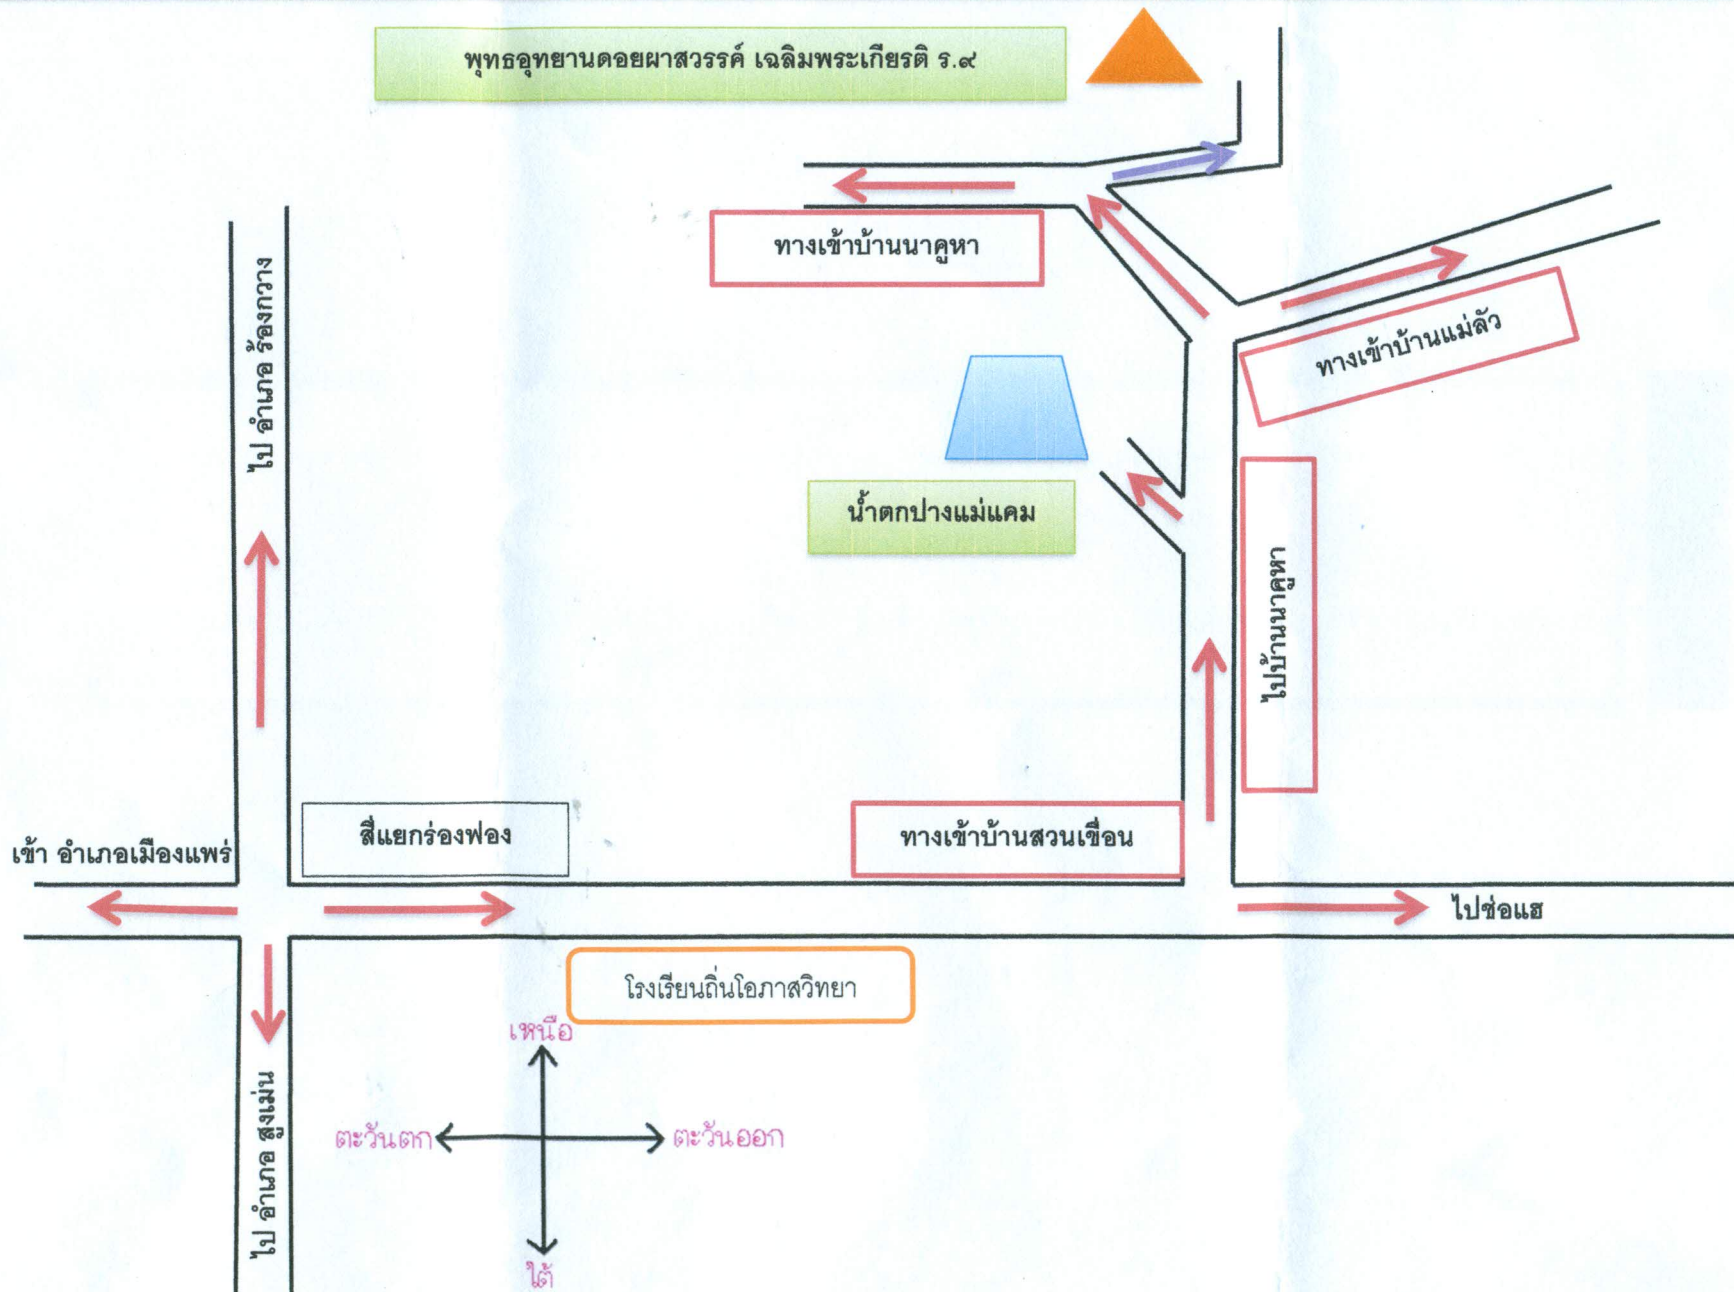 พุทธอุทยานดอยผาสวรรค์ เฉลิมพระเกียรติ ร.๙
ทางเข้าบ้านนาคูหา
ทางเข้าบ้านแม่ลัว
ไป อำเภอ ร้องกวาง
น้ำตกปางแม่แคม
ไปบ้านนาคูหา
สี่แยกร่องฟอง
ทางเข้าบ้านสวนเขื่อน
เข้า อำเภอเมืองแพร่
ไปช่อแฮ
โรงเรียนถิ่นโอภาสวิทยา
ไป อำเภอ สูงเม่น
เหนือ
ตะวันตก
ตะวันออก
ใต้